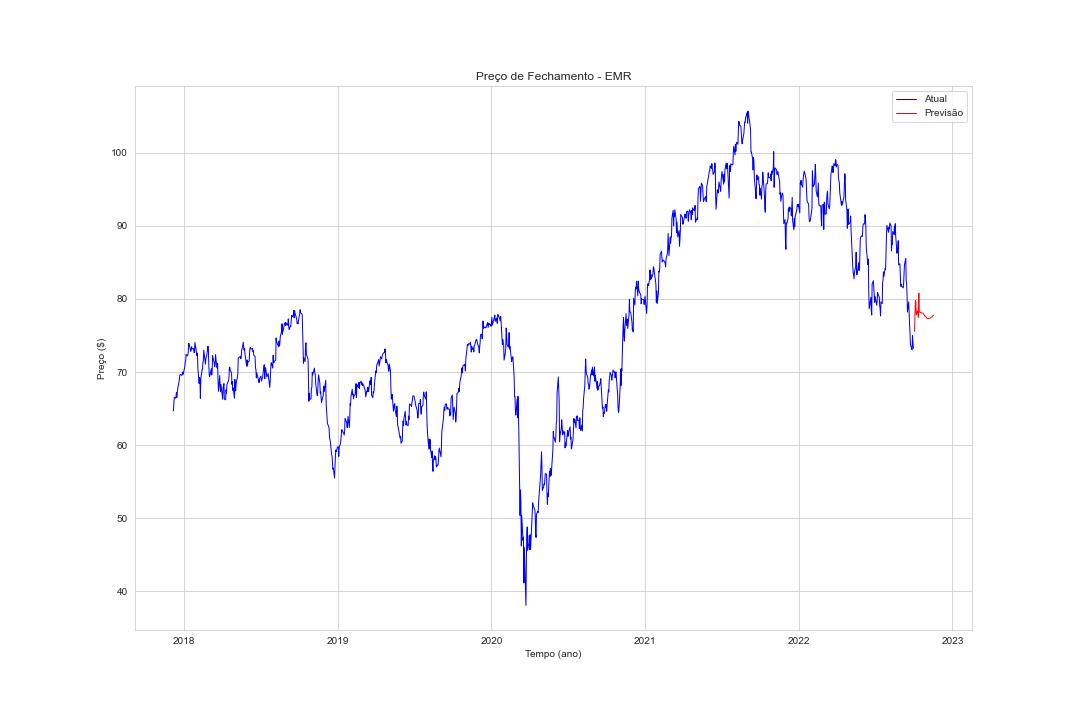 Preço de Fechamento - EMR
Atual
Previsão
100
90
80
70
60
50
40
Preço ($)
2018 2019 2020 2021 2022 2023
Tempo (ano)